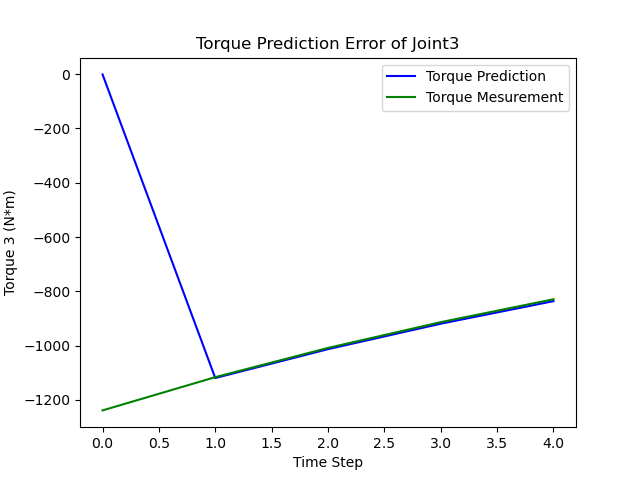 Torque Prediction Error of Joint3
Torque Prediction
Torque Mesurement
0
−200
−400
−600
−800
−1000
−1200
Torque 3 (N*m)
0.0 0.5 1.0 1.5 2.0 2.5 3.0 3.5 4.0
Time Step